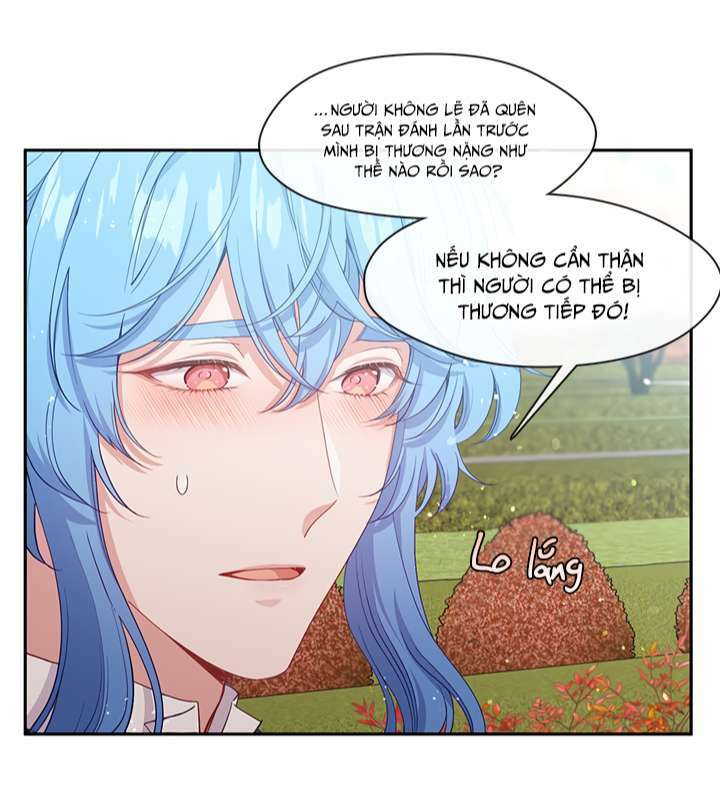 ...NGƯỜI KHÔNG LẼ ĐÃ QUÊN
SAU TRẬN ĐÁNH LẦN TRƯỚC
MÌNH BỊ THƯƠNG NẶNG NHƯ
THẾ NÀO RỒI SAO?
NẾU KHÔNG CẨN THẬN
THÌ NGƯỜI CÓ THỂ BỊ
THƯƠNG TIẾP ĐÓ!
Lo lắng